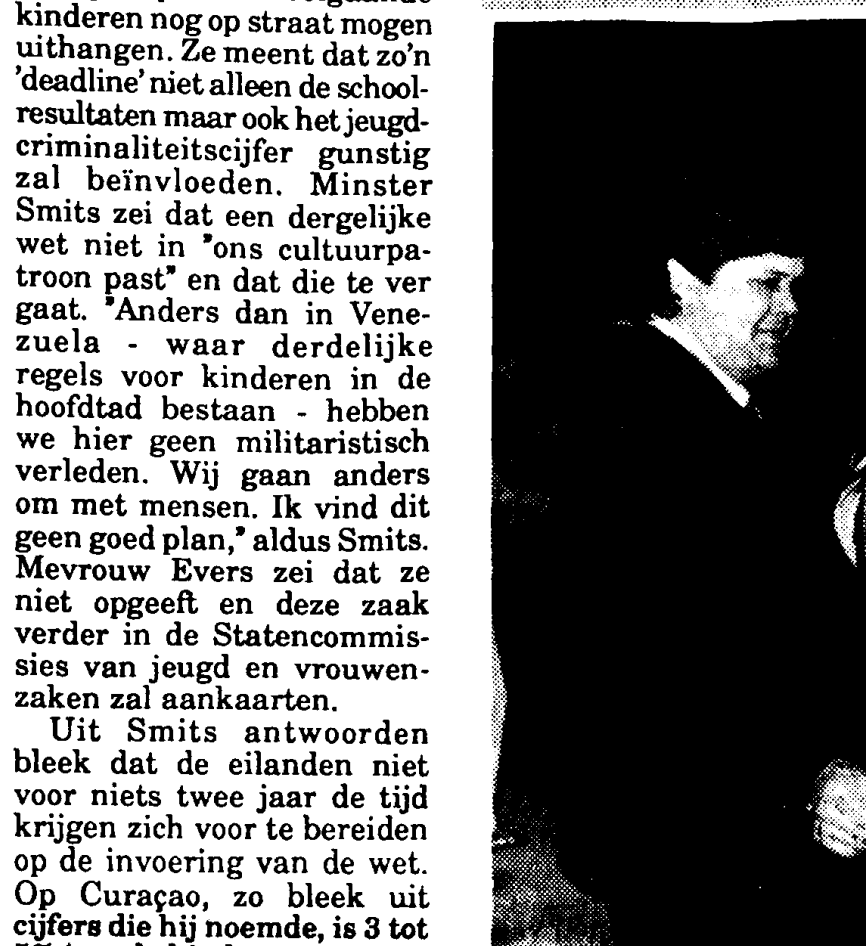 kinderen nog op straat mogen
uithangen. Ze meent dat zo'n
'deadline' niet alleen de school-
resultaten maar ook het jeugd-
criminaliteitscijfer gunstig
zal beïnvloeden. Minster
Smits zei dat een dergelijke
wet niet in "ons cultuurpa-
troon past" en dat die te ver
gaat. "Anders dan in Vene-
zuela - waar derdelijke
regels voor kinderen in de
hoofdtad bestaan - hebben
we hier geen militaristisch
verleden. Wij gaan anders
om met mensen. Ik vind dit
geen goed plan," aldus Smits.
Mevrouw Evers zei dat ze
niet opgeeft en deze zaak
verder in de Statencommis-
sies van jeugd en vrouwen-
zaken zal aankaarten.
Uit Smits antwoorden
bleek dat de eilanden niet
voor niets twee jaar de tijd
krijgen zich voor te bereiden
op de invoering van de wet.
Op Curaçao, zo bleek uit
cijfers die hij noemde, is 3 tot